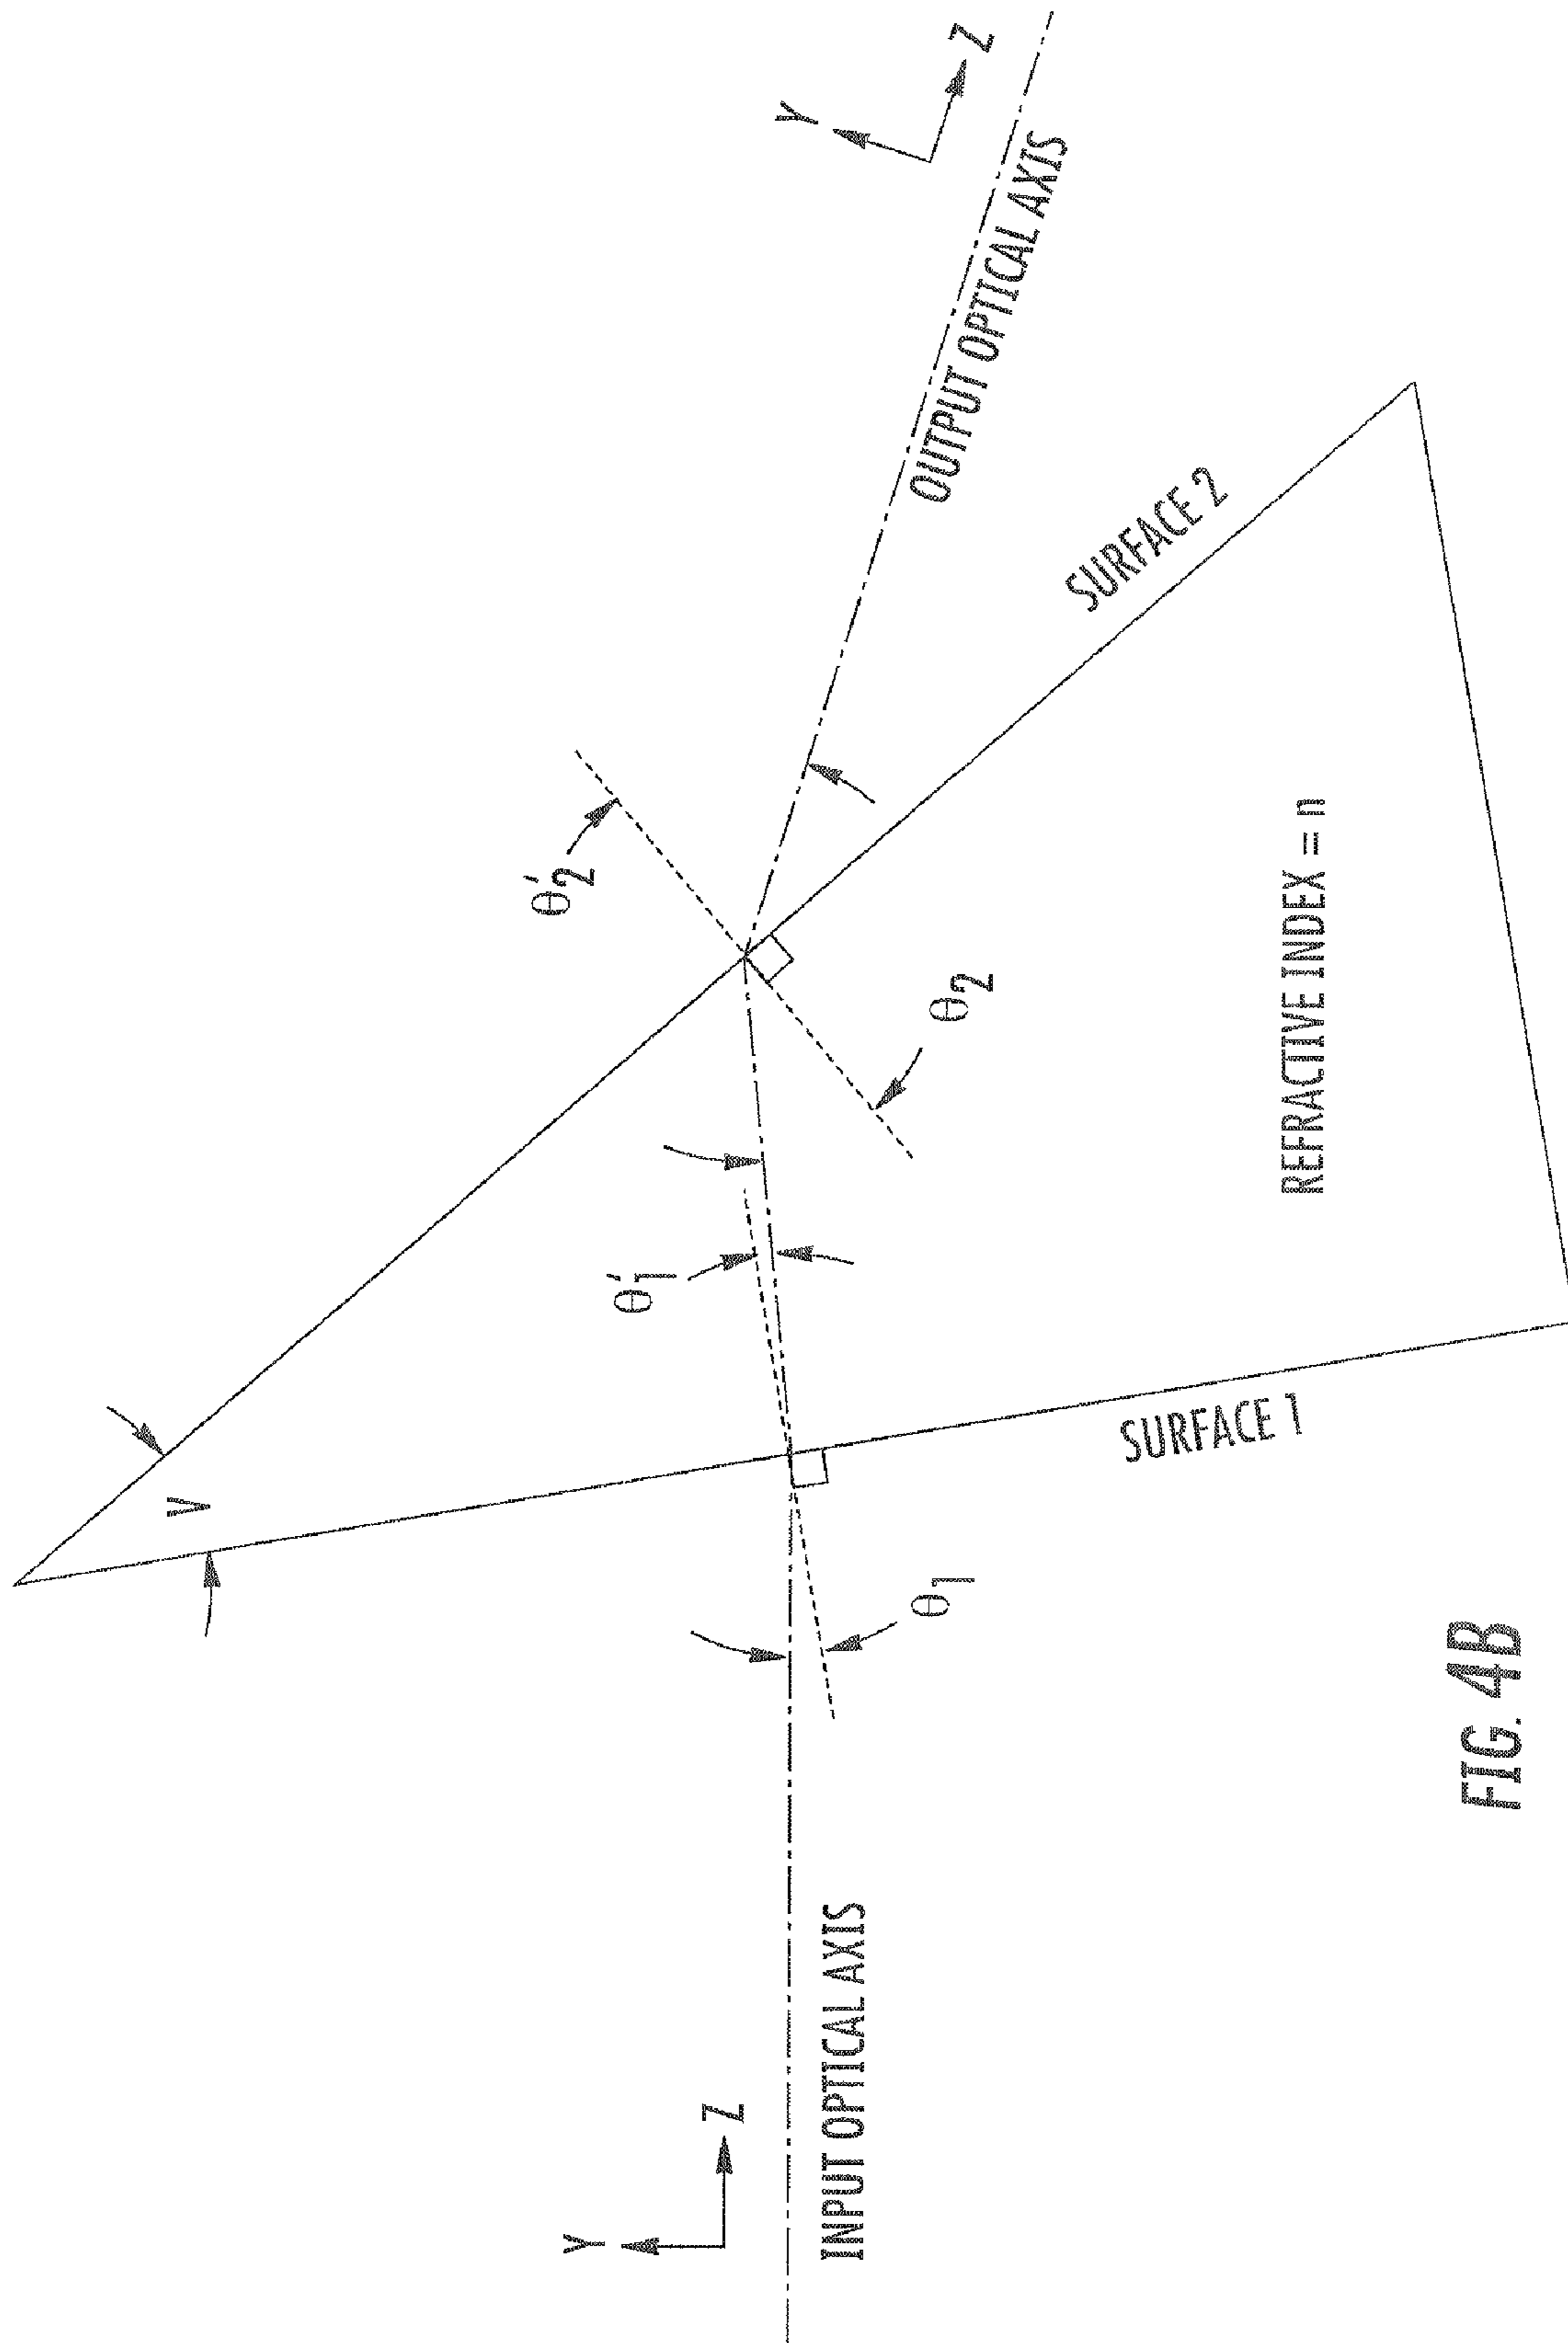 Y
Z
INPUT OPTICAL AXIS
V
θ1
θ'1
SURFACE 1
θ'2
θ2
REFRACTIVE INDEX = n
SURFACE 2
OUTPUT OPTICAL AXIS
Y
Z
FIG. 4B